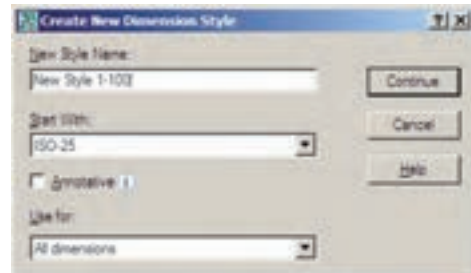 Create New Dimension Style
New Style Name:
New Style 1-100
Continue
Start With:
ISO-25
Cancel
Annotative
Help
Use for:
All dimensions